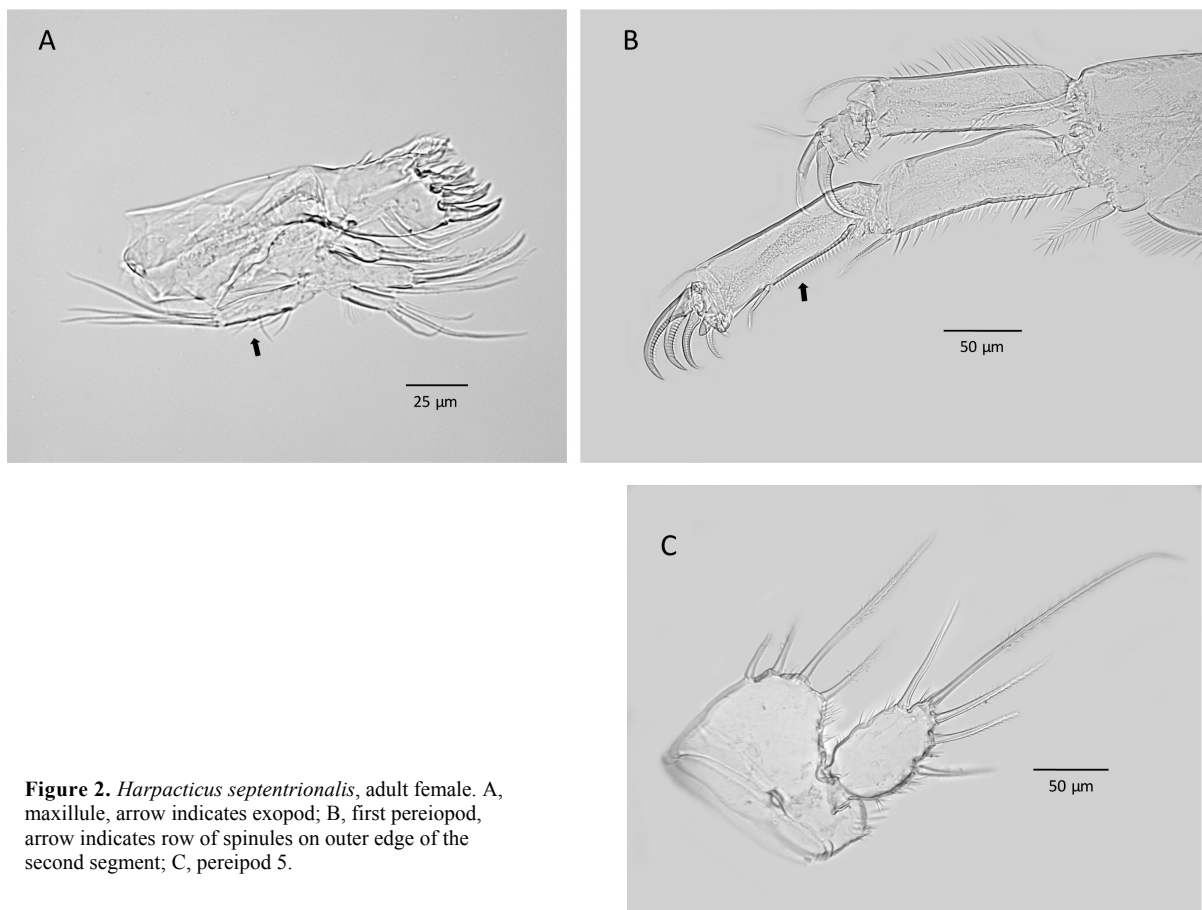 A
25 µm
B
50 µm
C
50 µm
Figure 2. Harpacticus septentrionalis, adult female. A,
maxillule, arrow indicates exopod; B, first pereiopod,
arrow indicates row of spinules on outer edge of the
second segment; C, pereipod 5.